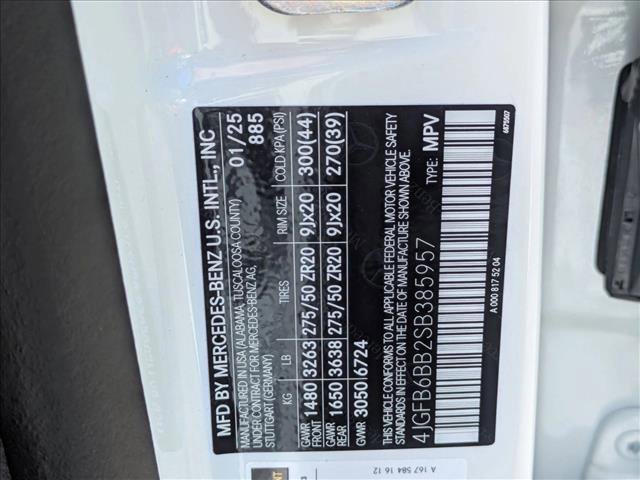 MFD BY MERCEDES-BENZ U.S. INTL., INC
MANUFACTURED IN USA (ALABAMA, TUSCALOOSA COUNTY) 01/25
UNDER CONTRACT FOR MERCEDES-BENZ AG, 885
STUTTGART (GERMANY)
KG LB TIRES RIM SIZE COLD KPA (PSI)
GAWR FRONT 1480 3263 275/50 ZR20 9Jx20 300(44)
GAWR REAR 1650 3638 275/50 ZR20 9Jx20 270(39)
GVWR 3050 6724
THIS VEHICLE CONFORMS TO ALL APPLICABLE FEDERAL MOTOR VEHICLE SAFETY
STANDARDS IN EFFECT ON THE DATE OF MANUFACTURE SHOWN ABOVE.
4JGFB6BB2SB385957 TYPE: MPV
A 000 817 52 04
6875507
A 167 584 16 12